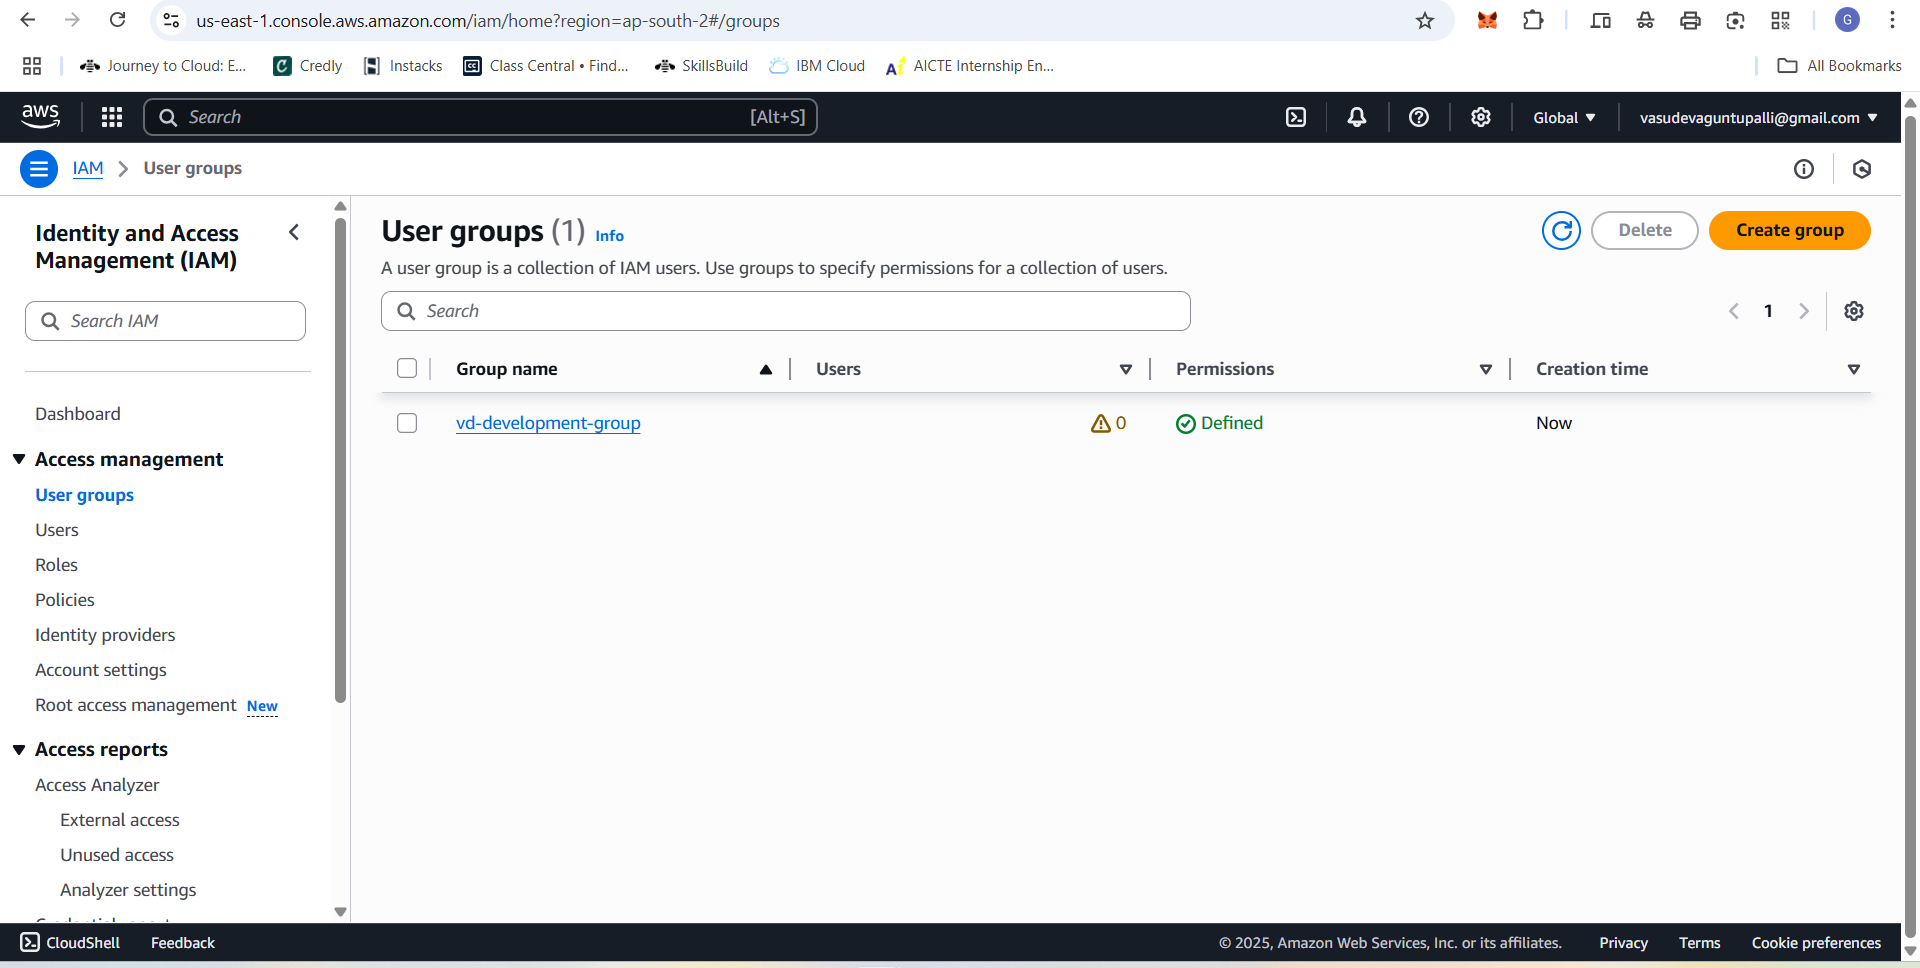 us-east-1.console.aws.amazon.com/iam/home?region=ap-south-2#/groups
G
Journey to Cloud: E...
Credly
Instacks
Class Central • Find...
SkillsBuild
IBM Cloud
AICTE Internship En...
All Bookmarks
aws
Search
[Alt+S]
Global
vasudevaguntupalli@gmail.com
IAM
User groups
Identity and Access
Management (IAM)
Search IAM
Dashboard
Access management
User groups
Users
Roles
Policies
Identity providers
Account settings
Root access management New
Access reports
Access Analyzer
External access
Unused access
Analyzer settings
User groups (1) Info
Delete
Create group
A user group is a collection of IAM users. Use groups to specify permissions for a collection of users.
Search
1
Group name Users Permissions Creation time
vd-development-group 0 Defined Now
CloudShell Feedback
© 2025, Amazon Web Services, Inc. or its affiliates. Privacy Terms Cookie preferences